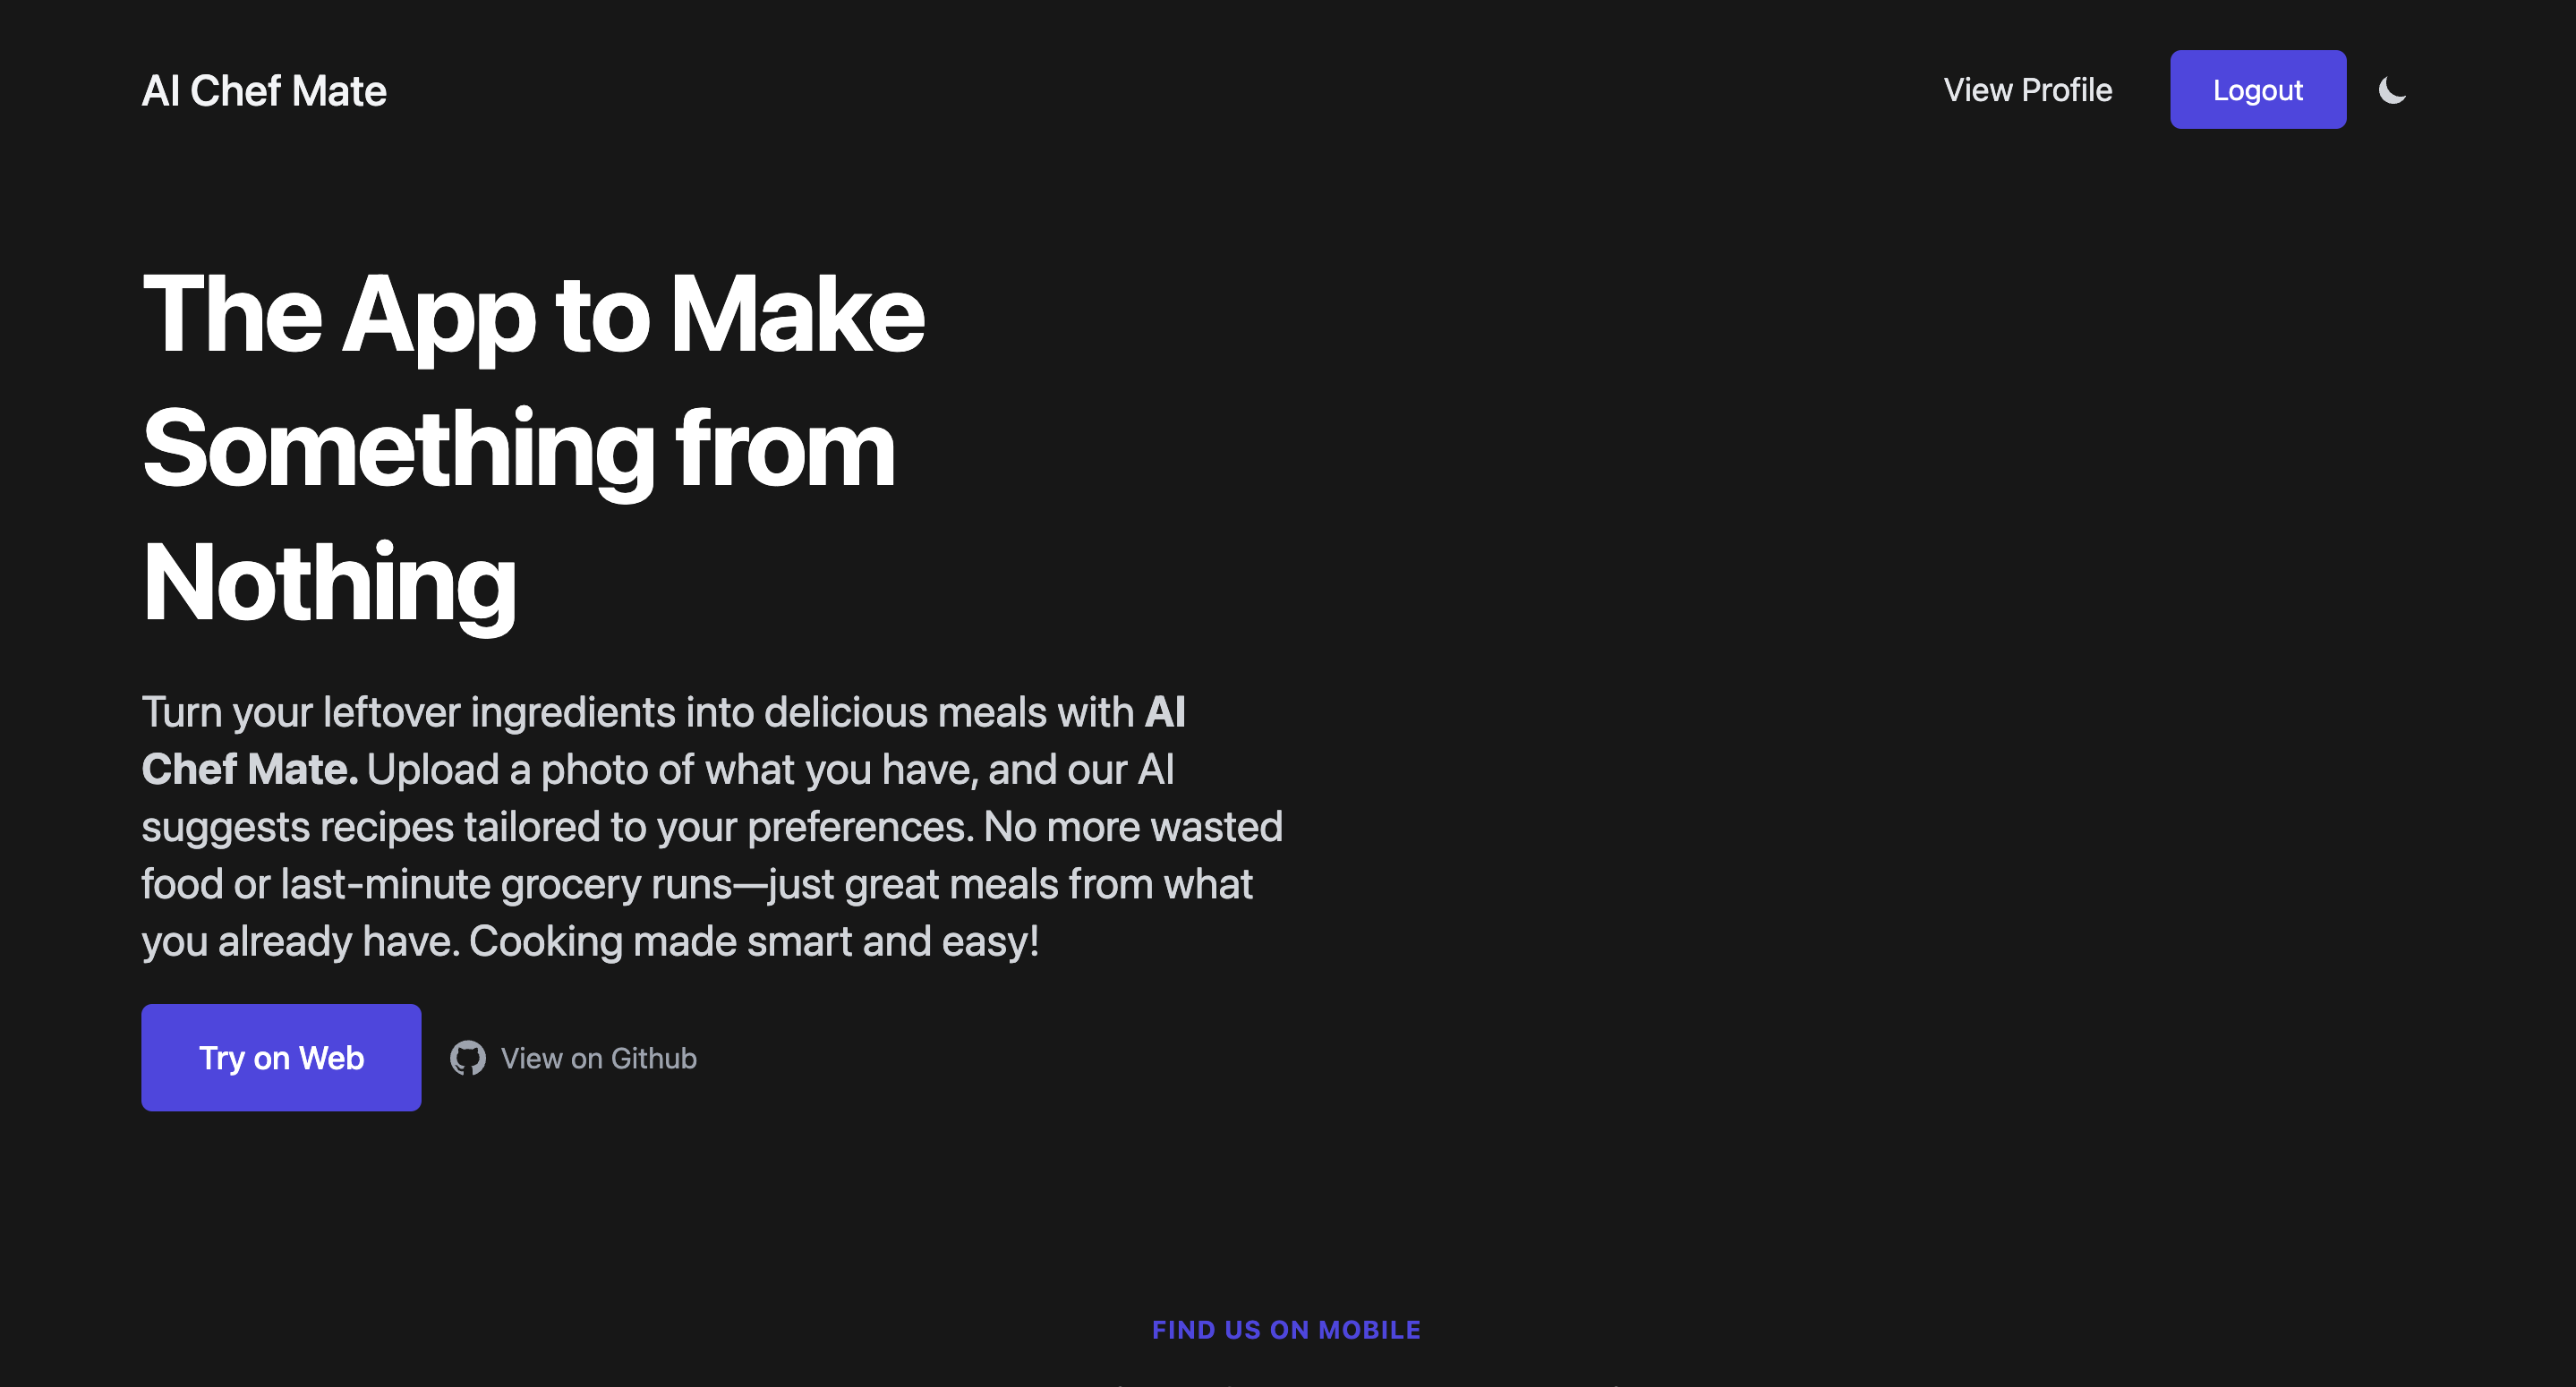 AI Chef Mate
View Profile
Logout
The App to Make
Something from
Nothing
Turn your leftover ingredients into delicious meals with AI
Chef Mate. Upload a photo of what you have, and our AI
suggests recipes tailored to your preferences. No more wasted
food or last-minute grocery runs—just great meals from what
you already have. Cooking made smart and easy!
Try on Web
View on Github
FIND US ON MOBILE